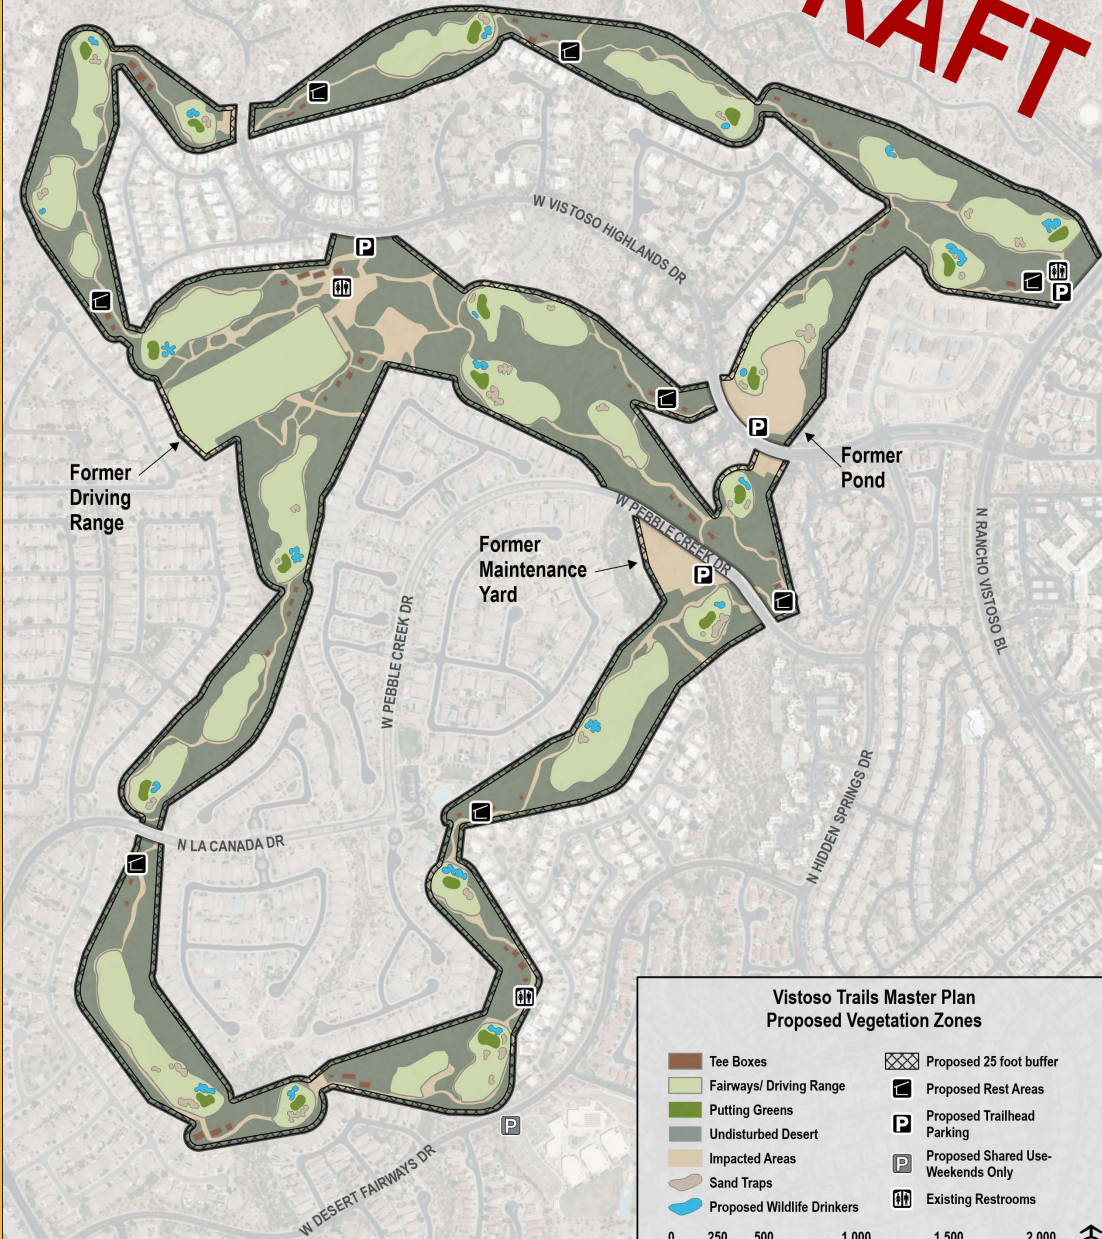 RAFT
W VISTOSO HIGHLANDS DR
P
P
P
Former
Driving
Range
Former
Pond
W PEBBLE CREEK DR
Former
Maintenance
Yard
P
N RANCHO VISTOSO BL
W PEBBLE CREEK DR
N HIDDEN SPRINGS DR
N LA CANADA DR
P
W DESERT FAIRWAYS DR
Vistoso Trails Master Plan
Proposed Vegetation Zones
Tee Boxes
Fairways/ Driving Range
Putting Greens
Undisturbed Desert
Impacted Areas
Sand Traps
Proposed Wildlife Drinkers
Proposed 25 foot buffer
Proposed Rest Areas
P Proposed Trailhead
Parking
P Proposed Shared Use-
Weekends Only
Existing Restrooms
0 250 500 1,000 1,500 2,000